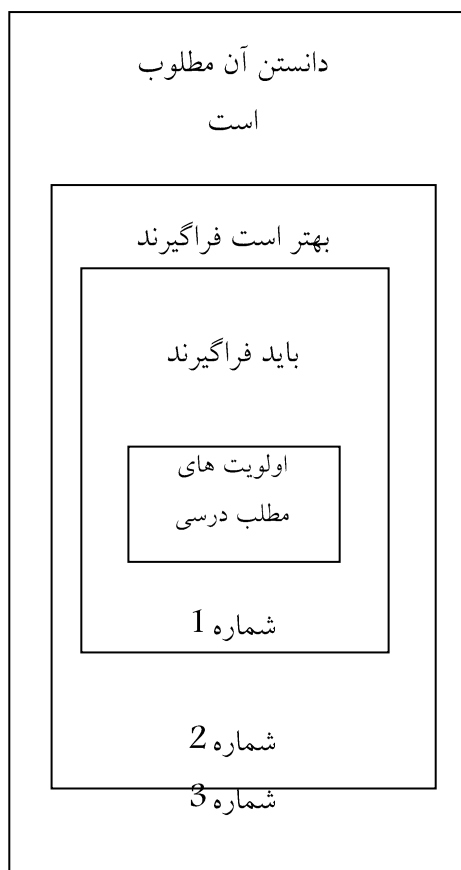 دانستن آن مطلوب
است
بهتر است فراگیرند
باید فراگیرند
اولویت های
مطلب درسی
شماره 1
شماره 2
شماره 3